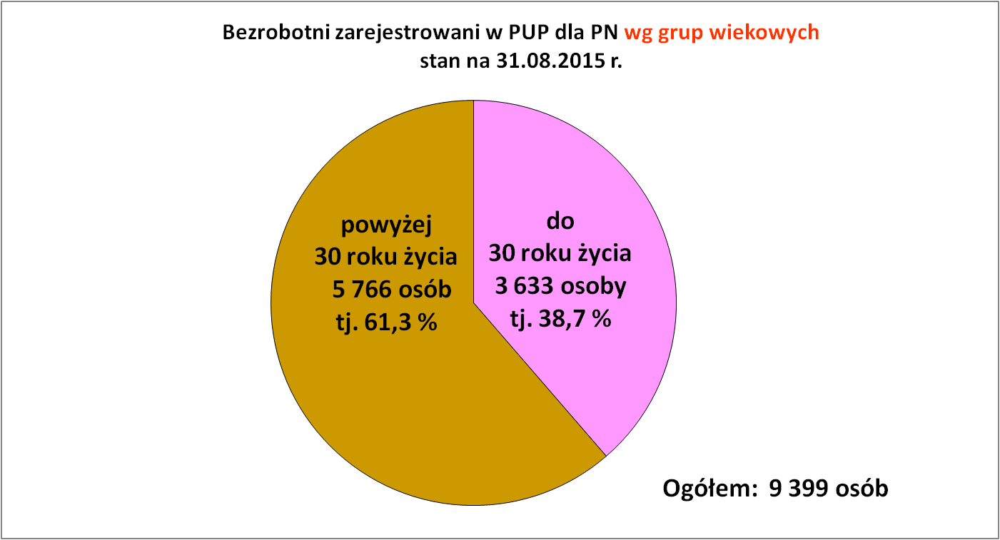 Bezrobotni zarejestrowani w PUP dla PN wg grup wiekowych
stan na 31.08.2015 r.
powyżej
30 roku życia
5 766 osób
tj. 61,3 %
do
30 roku życia
3 633 osoby
tj. 38,7 %
Ogółem: 9 399 osób